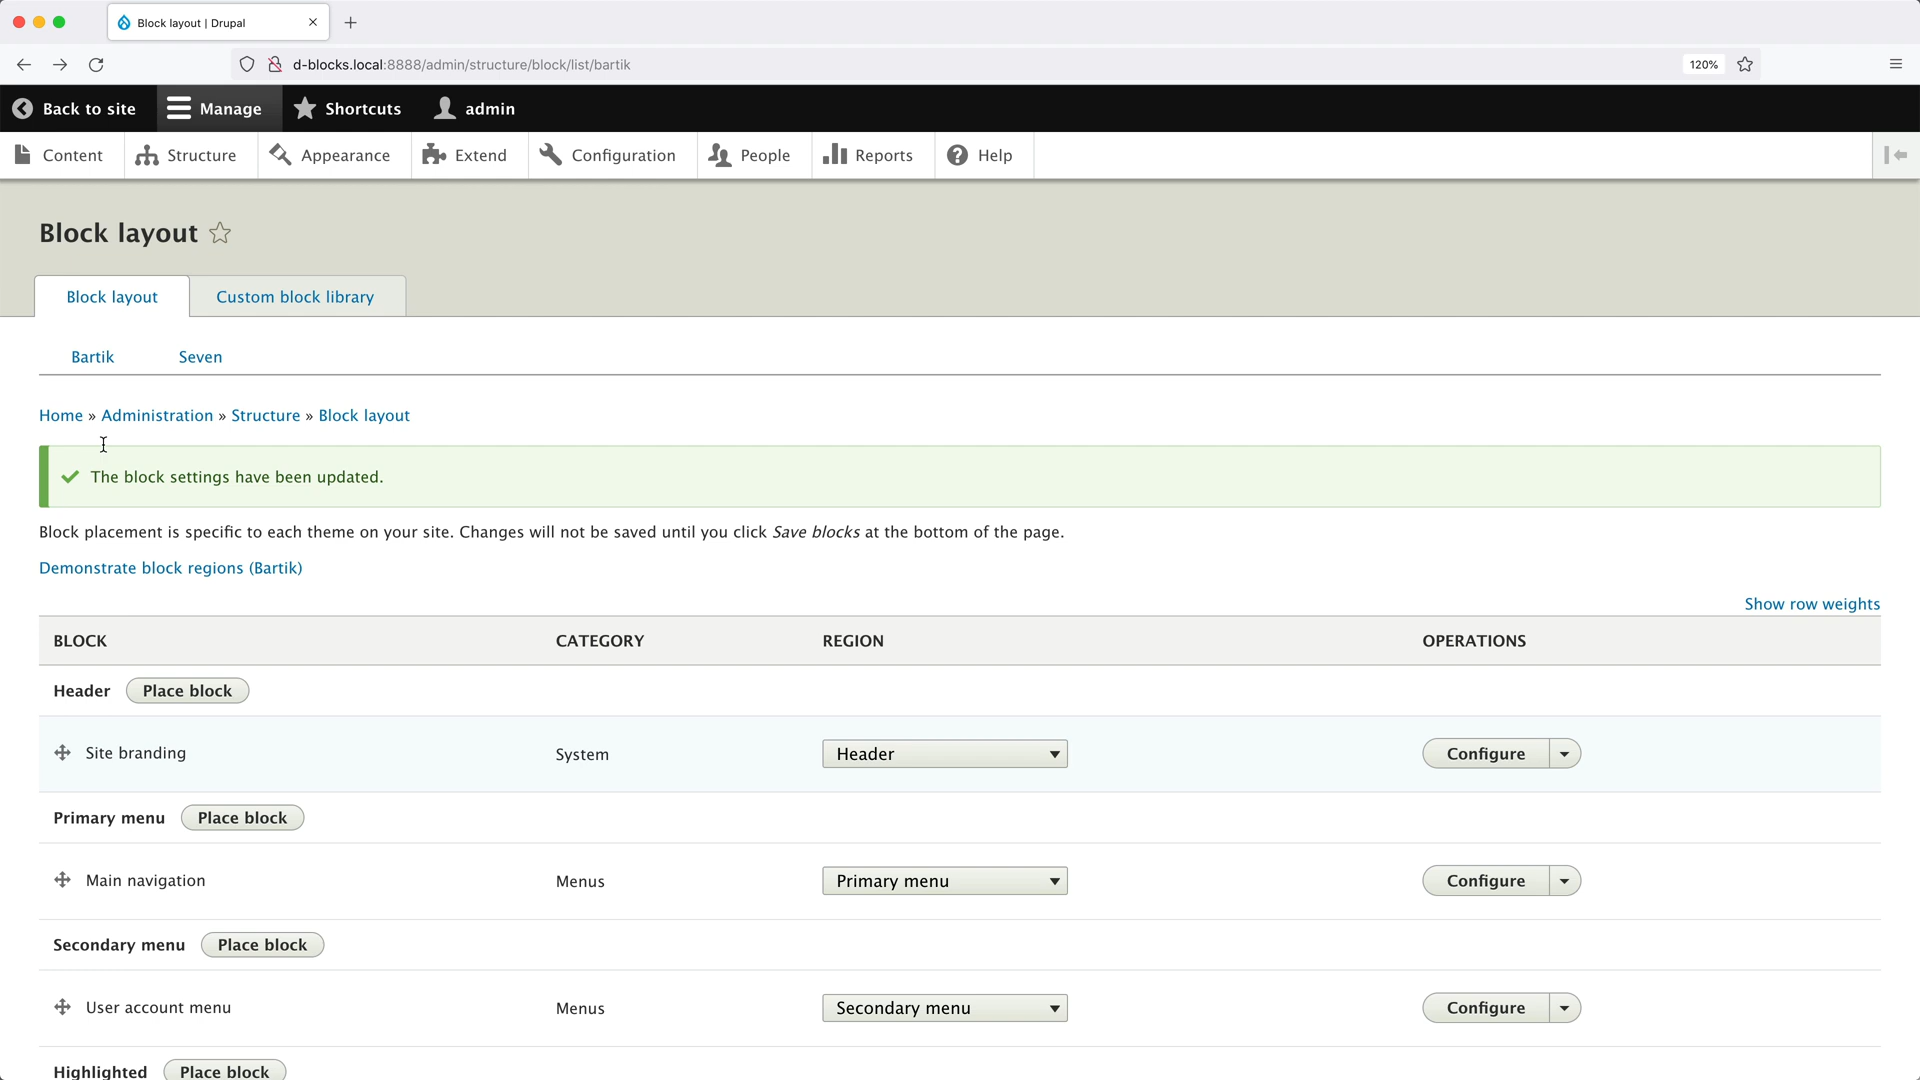 Block layout | Drupal
d-blocks.local:8888/admin/structure/block/list/bartik
120%
Back to site Manage Shortcuts admin
Content Structure Appearance Extend Configuration People Reports Help
Block layout
Block layout Custom block library
Bartik Seven
Home » Administration » Structure » Block layout
The block settings have been updated.
Block placement is specific to each theme on your site. Changes will not be saved until you click Save blocks at the bottom of the page.
Demonstrate block regions (Bartik)
Show row weights
BLOCK CATEGORY REGION OPERATIONS
Header Place block
Site branding System Header Configure
Primary menu Place block
Main navigation Menus Primary menu Configure
Secondary menu Place block
User account menu Menus Secondary menu Configure
Highlighted Place block